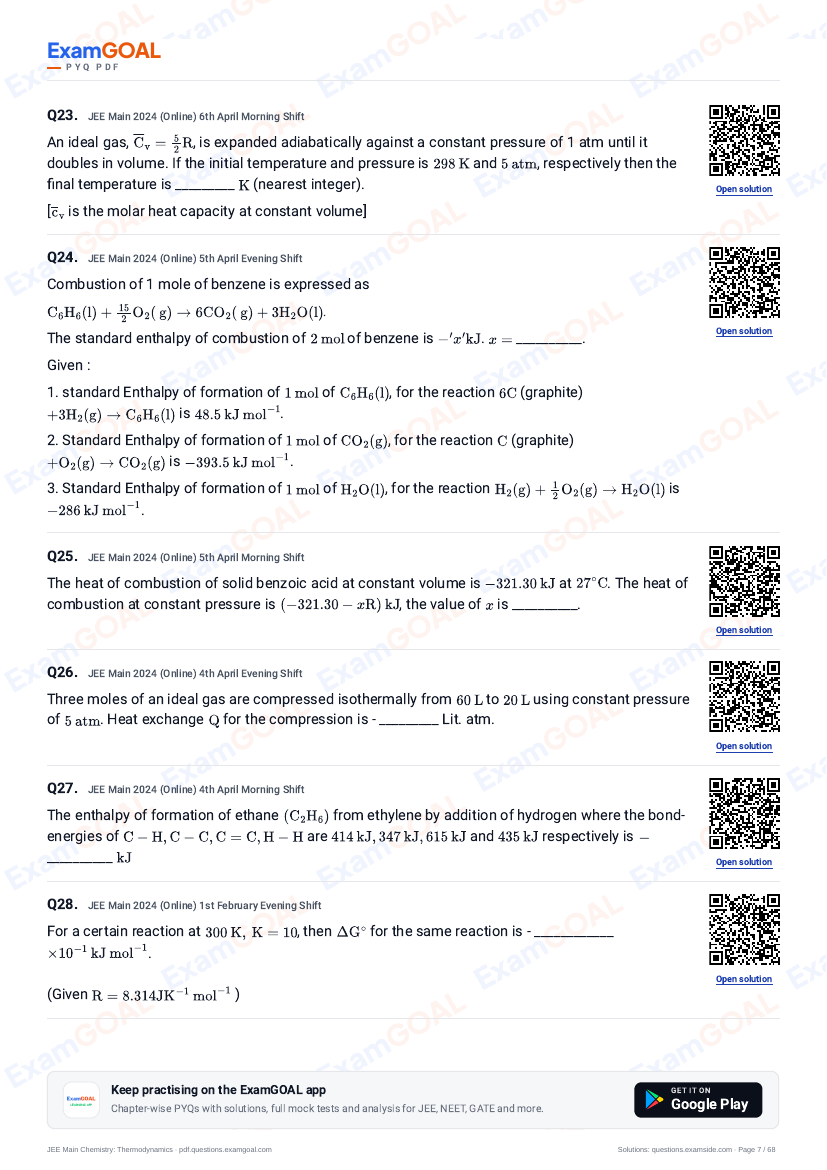 ExamGOAL
PYQ PDF
Q23. JEE Main 2024 (Online) 6th April Morning Shift
An ideal gas, C̅ᵥ = 5/2 R, is expanded adiabatically against a constant pressure of 1 atm until it
doubles in volume. If the initial temperature and pressure is 298 K and 5 atm, respectively then the
final temperature is _________ K (nearest integer).
[c̅ᵥ is the molar heat capacity at constant volume]
Open solution
Q24. JEE Main 2024 (Online) 5th April Evening Shift
Combustion of 1 mole of benzene is expressed as
C₆H₆(l) + 15/2 O₂( g) → 6CO₂( g) + 3H₂O(l).
The standard enthalpy of combustion of 2 mol of benzene is −′x′kJ. x = __________.
Given :
1. standard Enthalpy of formation of 1 mol of C₆H₆(l), for the reaction 6C (graphite)
+3H₂(g) → C₆H₆(l) is 48.5 kJ mol⁻¹.
2. Standard Enthalpy of formation of 1 mol of CO₂(g), for the reaction C (graphite)
+O₂(g) → CO₂(g) is −393.5 kJ mol⁻¹.
3. Standard Enthalpy of formation of 1 mol of H₂O(l), for the reaction H₂(g) + 1/2 O₂(g) → H₂O(l) is
−286 kJ mol⁻¹.
Open solution
Q25. JEE Main 2024 (Online) 5th April Morning Shift
The heat of combustion of solid benzoic acid at constant volume is −321.30 kJ at 27°C. The heat of
combustion at constant pressure is (−321.30 − xR) kJ, the value of x is __________.
Open solution
Q26. JEE Main 2024 (Online) 4th April Evening Shift
Three moles of an ideal gas are compressed isothermally from 60 L to 20 L using constant pressure
of 5 atm. Heat exchange Q for the compression is - _________ Lit. atm.
Open solution
Q27. JEE Main 2024 (Online) 4th April Morning Shift
The enthalpy of formation of ethane (C₂H₆) from ethylene by addition of hydrogen where the bond-
energies of C − H, C − C, C = C, H − H are 414 kJ, 347 kJ, 615 kJ and 435 kJ respectively is −
__________ kJ
Open solution
Q28. JEE Main 2024 (Online) 1st February Evening Shift
For a certain reaction at 300 K, K = 10, then ΔG° for the same reaction is - ____________
×10⁻¹ kJ mol⁻¹.
(Given R = 8.314JK⁻¹ mol⁻¹ )
Open solution
Keep practising on the ExamGOAL app
Chapter-wise PYQs with solutions, full mock tests and analysis for JEE, NEET, GATE and more.
GET IT ON
Google Play
JEE Main Chemistry: Thermodynamics · pdf.questions.examgoal.com
Solutions: questions.examside.com · Page 7 / 68